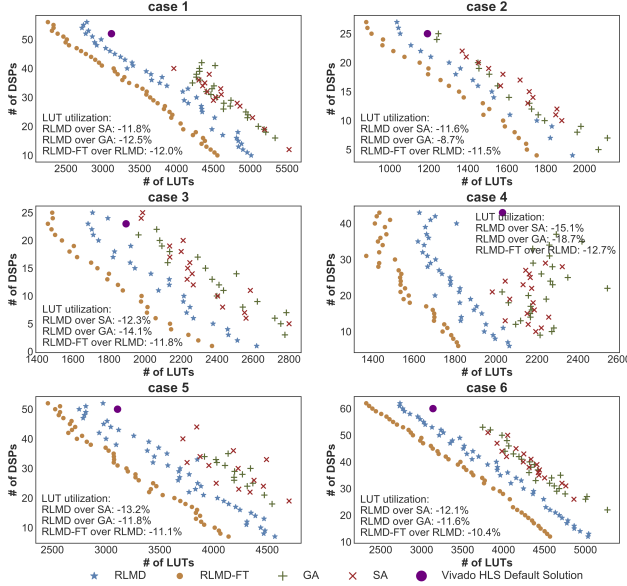 case 1
# of DSPs
50
40
30
20
10
LUT utilization:
RLMD over SA: -11.8%
RLMD over GA: -12.5%
RLMD-FT over RLMD: -12.0%
2500 3000 3500 4000 4500 5000 5500
# of LUTs
case 2
# of DSPs
25
20
15
10
5
LUT utilization:
RLMD over SA: -11.6%
RLMD over GA: -8.7%
RLMD-FT over RLMD: -11.5%
1000 1200 1400 1600 1800 2000
# of LUTs
case 3
# of DSPs
25
20
15
10
5
0
LUT utilization:
RLMD over SA: -12.3%
RLMD over GA: -14.1%
RLMD-FT over RLMD: -11.8%
1400 1600 1800 2000 2200 2400 2600 2800
# of LUTs
case 4
# of DSPs
40
30
20
10
LUT utilization:
RLMD over SA: -15.1%
RLMD over GA: -18.7%
RLMD-FT over RLMD: -12.7%
1400 1600 1800 2000 2200 2400 2600
# of LUTs
case 5
# of DSPs
50
40
30
20
10
LUT utilization:
RLMD over SA: -13.2%
RLMD over GA: -11.8%
RLMD-FT over RLMD: -11.1%
2500 3000 3500 4000 4500
# of LUTs
case 6
# of DSPs
60
50
40
30
20
10
LUT utilization:
RLMD over SA: -12.1%
RLMD over GA: -11.6%
RLMD-FT over RLMD: -10.4%
2500 3000 3500 4000 4500 5000
# of LUTs
RLMD RLMD-FT GA SA Vivado HLS Default Solution